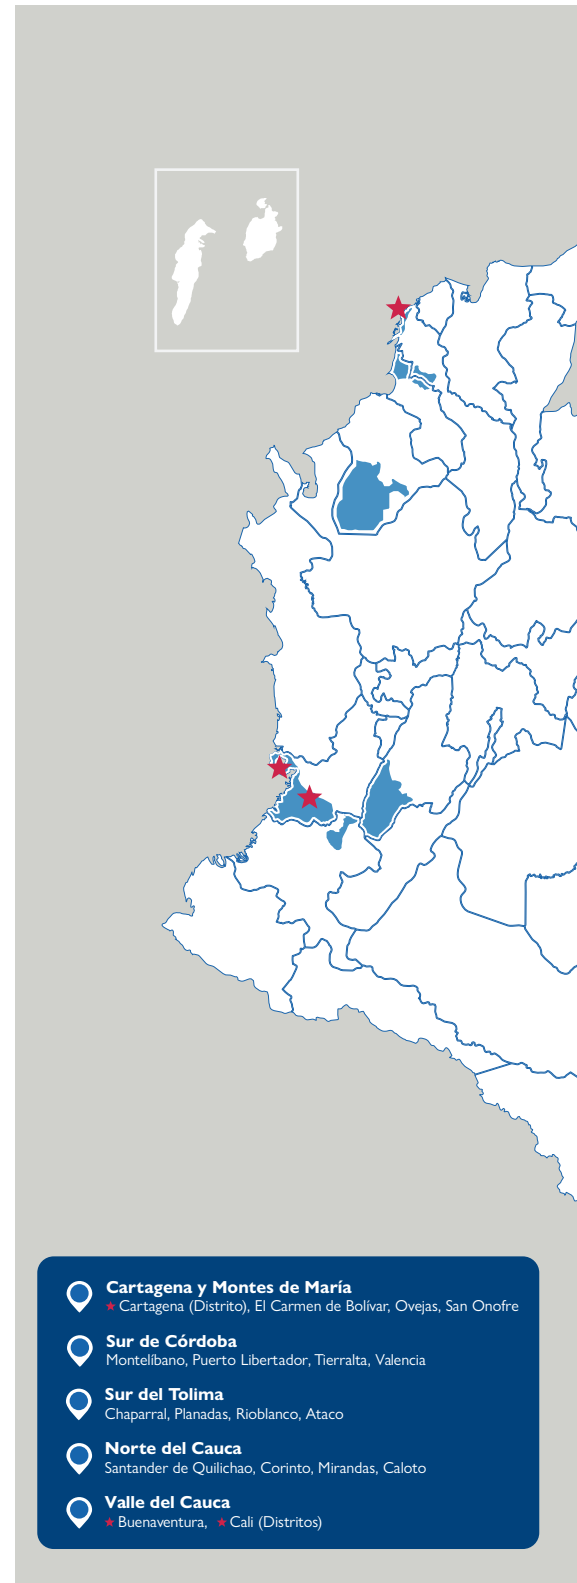 Cartagena y Montes de María
Cartagena (Distrito), El Carmen de Bolívar, Ovejas, San Onofre
Sur de Córdoba
Montelíbano, Puerto Libertador, Tierralta, Valencia
Sur del Tolima
Chaparral, Planadas, Rioblanco, Ataco
Norte del Cauca
Santander de Quilichao, Corinto, Mirandas, Caloto
Valle del Cauca
Buenaventura, Cali (Distritos)